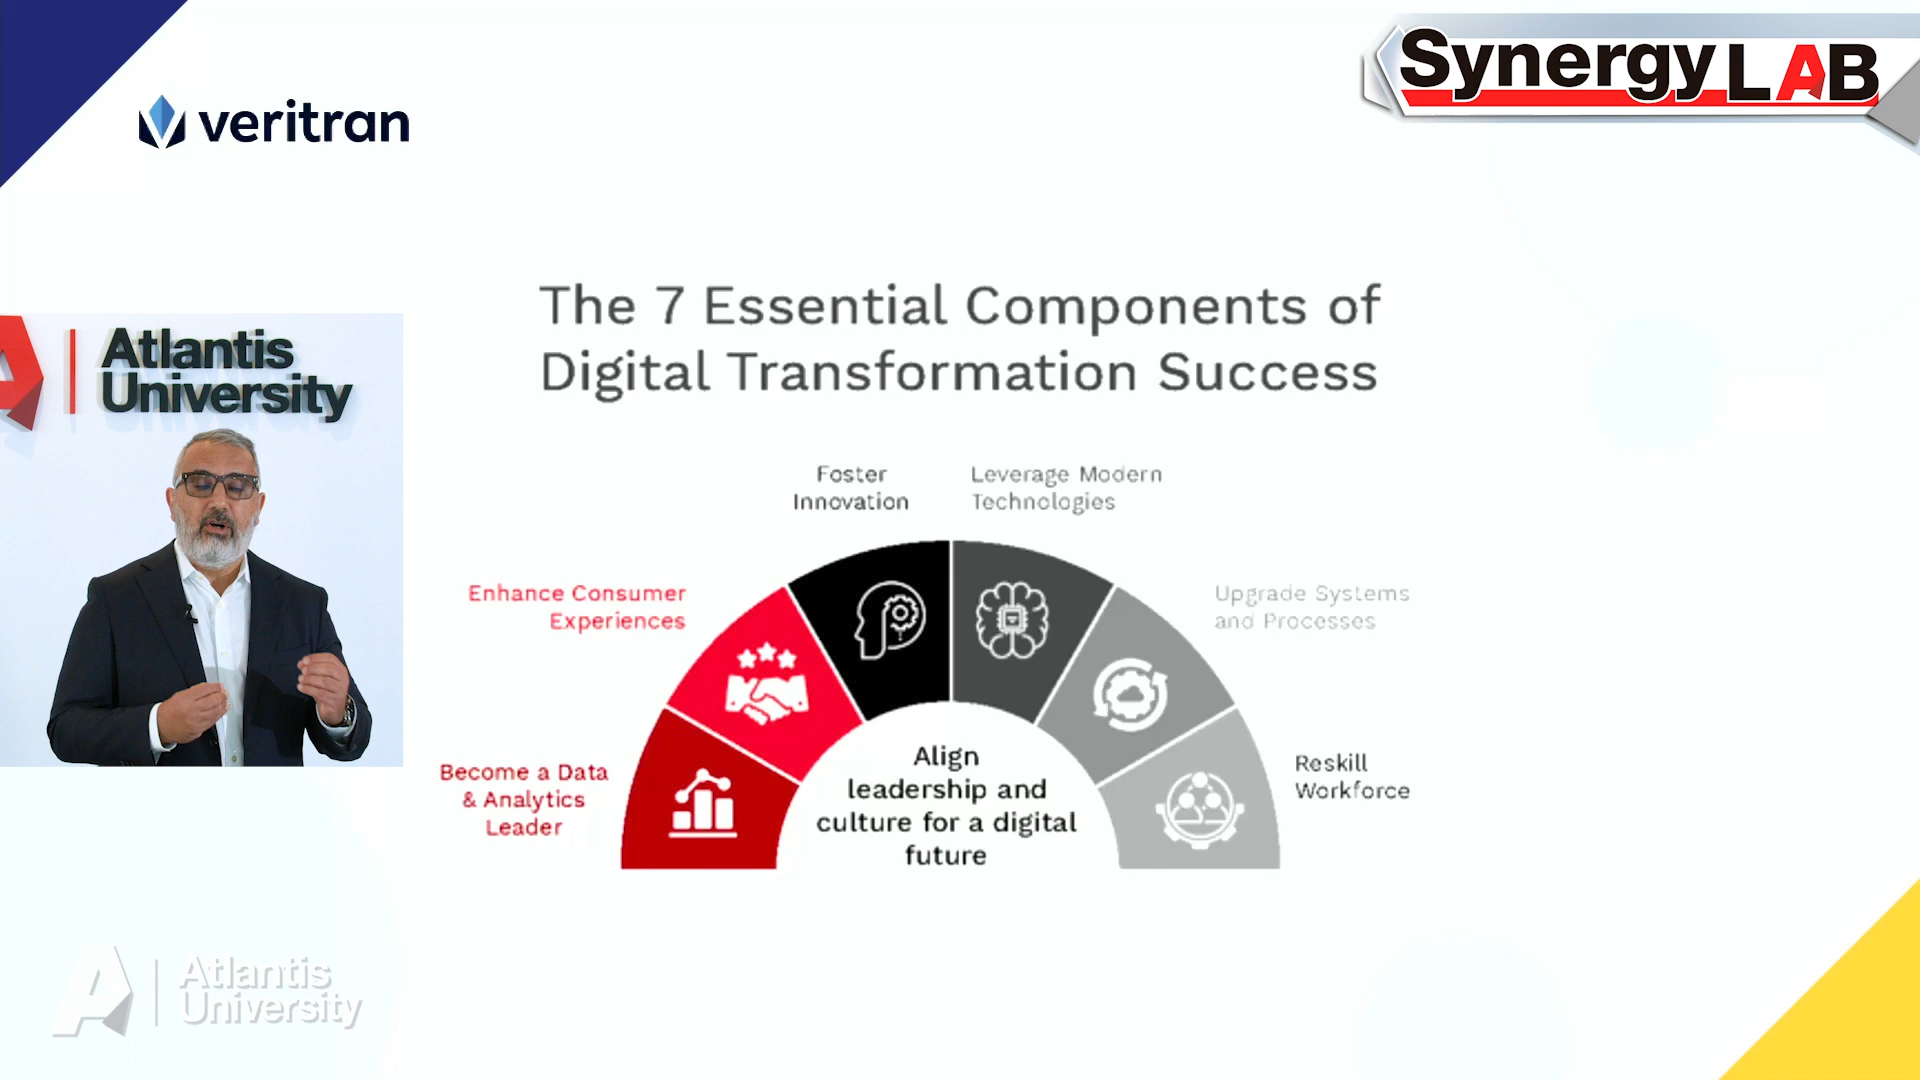 veritran
Synergy LAB
Atlantis
University
The 7 Essential Components of
Digital Transformation Success
Foster
Innovation
Leverage Modern
Technologies
Enhance Consumer
Experiences
Upgrade Systems
and Processes
Become a Data
& Analytics
Leader
Align
leadership and
culture for a digital
future
Reskill
Workforce
Atlantis
University